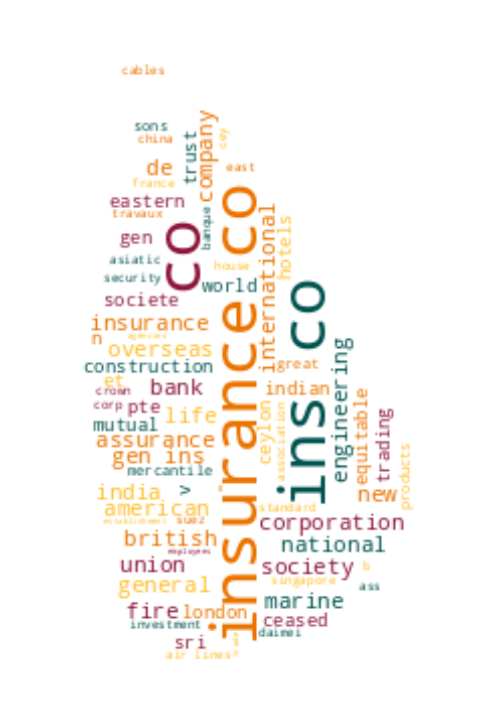 cables
sons
china
trust
company
cey
de
east
france
eastern
travaux
co
insurance co
banque
gen
international
hotels
asiatic
house
security
world
societe
ins co
insurance
n
agencies
overseas
engineering
construction
great
et
bank
indian
crown
equitable
corp
pte
life
ceylon
association
trading
mutual
assurance
products
gen ins
mercantile
india
>
new
american
standard
establishment
suez
corporation
british
national
employees
union
society
b
general
singapore
ass
marine
fire
london
investment
ceased
daimei
sri
air lines